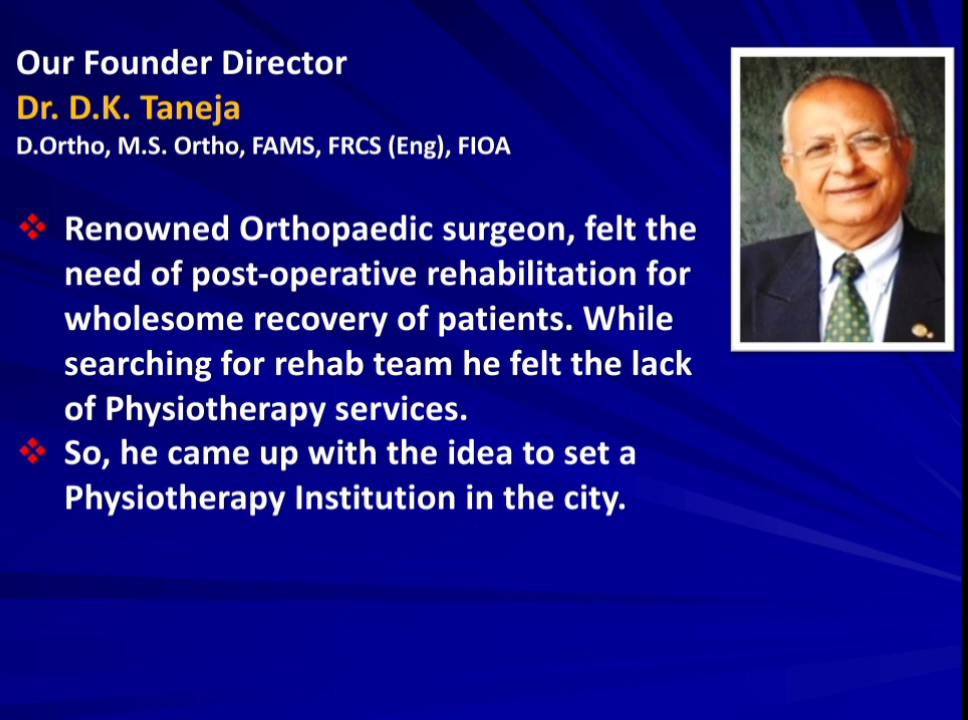 Our Founder Director
Dr. D.K. Taneja
D.Ortho, M.S. Ortho, FAMS, FRCS (Eng), FIOA
❖ Renowned Orthopaedic surgeon, felt the
need of post-operative rehabilitation for
wholesome recovery of patients. While
searching for rehab team he felt the lack
of Physiotherapy services.
❖ So, he came up with the idea to set a
Physiotherapy Institution in the city.